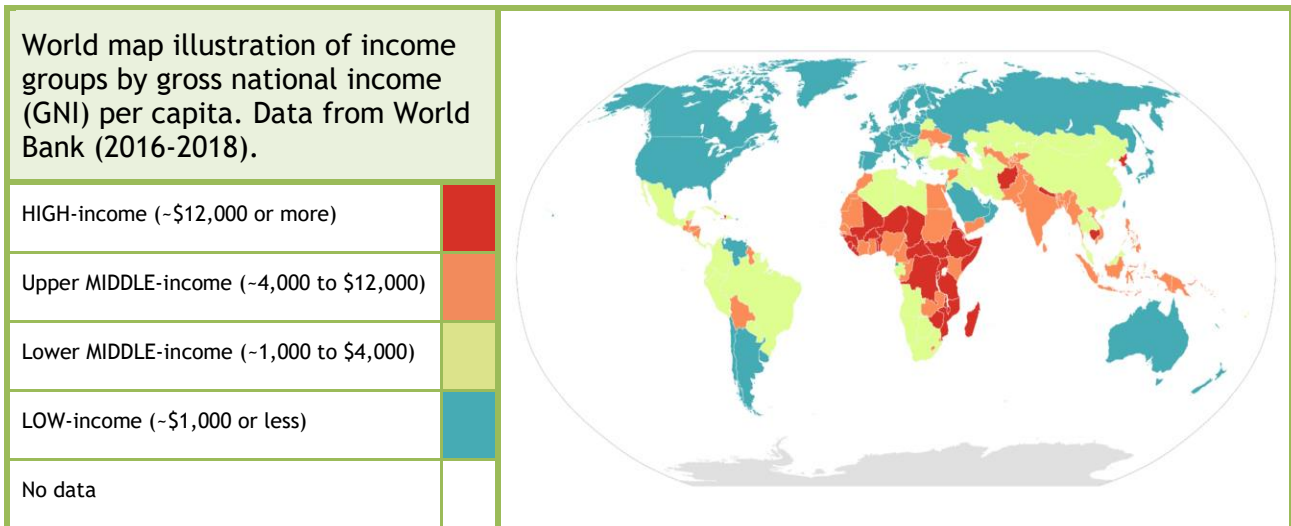 World map illustration of income
groups by gross national income
(GNI) per capita. Data from World
Bank (2016-2018).
HIGH-income (~$12,000 or more)
Upper MIDDLE-income (~4,000 to $12,000)
Lower MIDDLE-income (~1,000 to $4,000)
LOW-income (~$1,000 or less)
No data